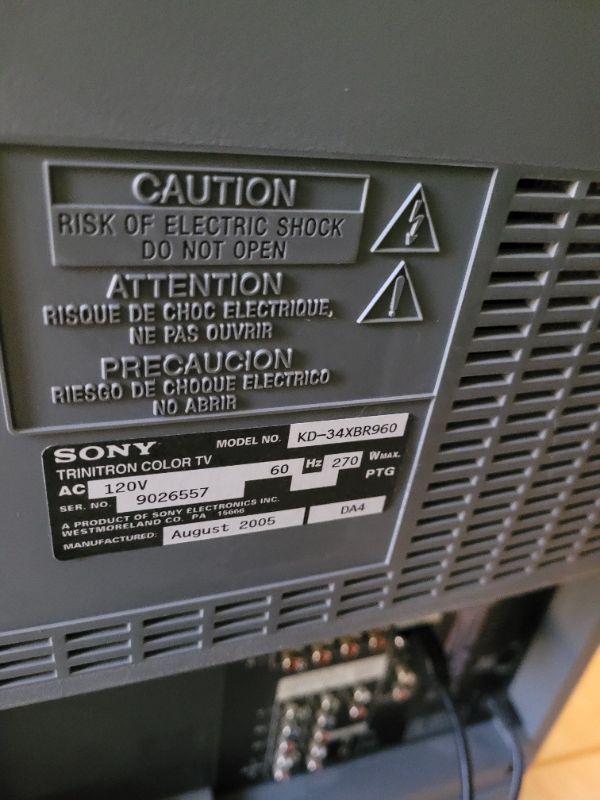 CAUTION
RISK OF ELECTRIC SHOCK
DO NOT OPEN
ATTENTION
RISQUE DE CHOC ELECTRIQUE,
NE PAS OUVRIR
PRECAUCION
RIESGO DE CHOQUE ELECTRICO
NO ABRIR
SONY MODEL NO. KD-34XBR960
TRINITRON COLOR TV
AC 120V 60 Hz 270 WMAX.
SER. NO. 9026557 PTG
A PRODUCT OF SONY ELECTRONICS INC.
WESTMORELAND CO. PA 15666
MANUFACTURED: August 2005 DA4